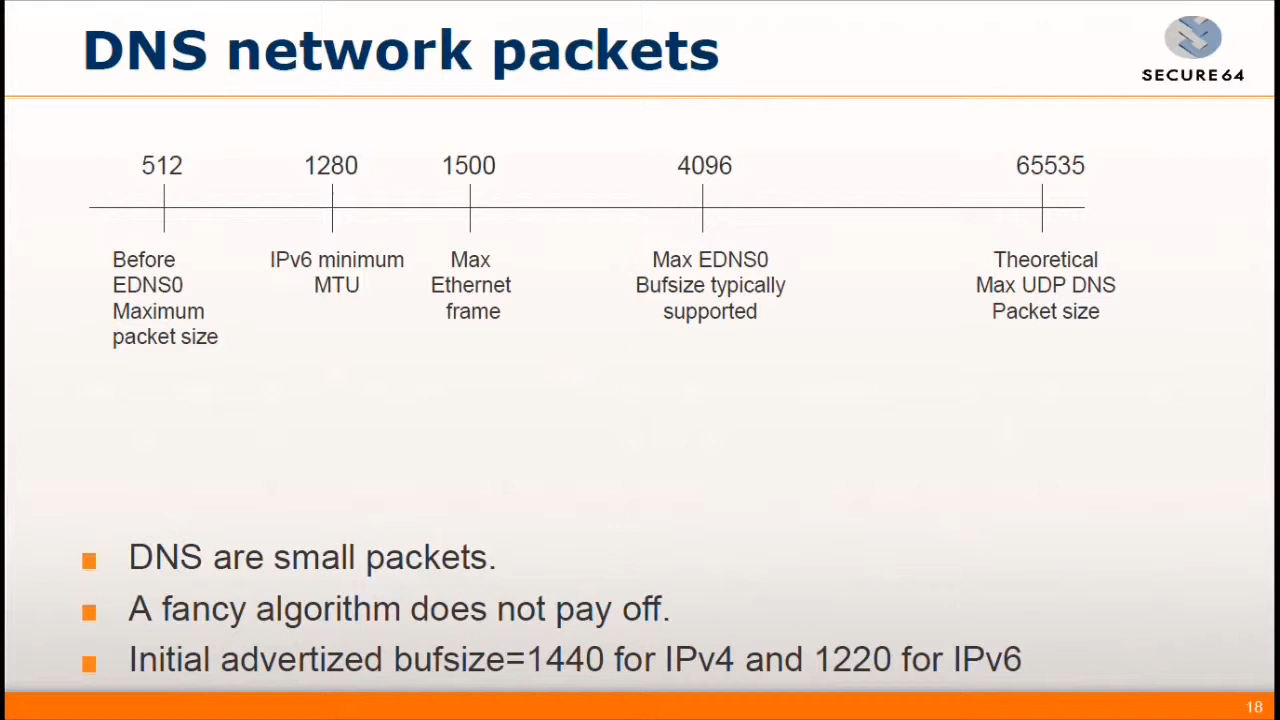 DNS network packets
SECURE64
512 1280 1500 4096 65535
Before IPv6 minimum Max Max EDNS0 Theoretical
EDNS0 MTU Ethernet Bufsize typically Max UDP DNS
Maximum frame supported Packet size
packet size
DNS are small packets.
A fancy algorithm does not pay off.
Initial advertized bufsize=1440 for IPv4 and 1220 for IPv6
18